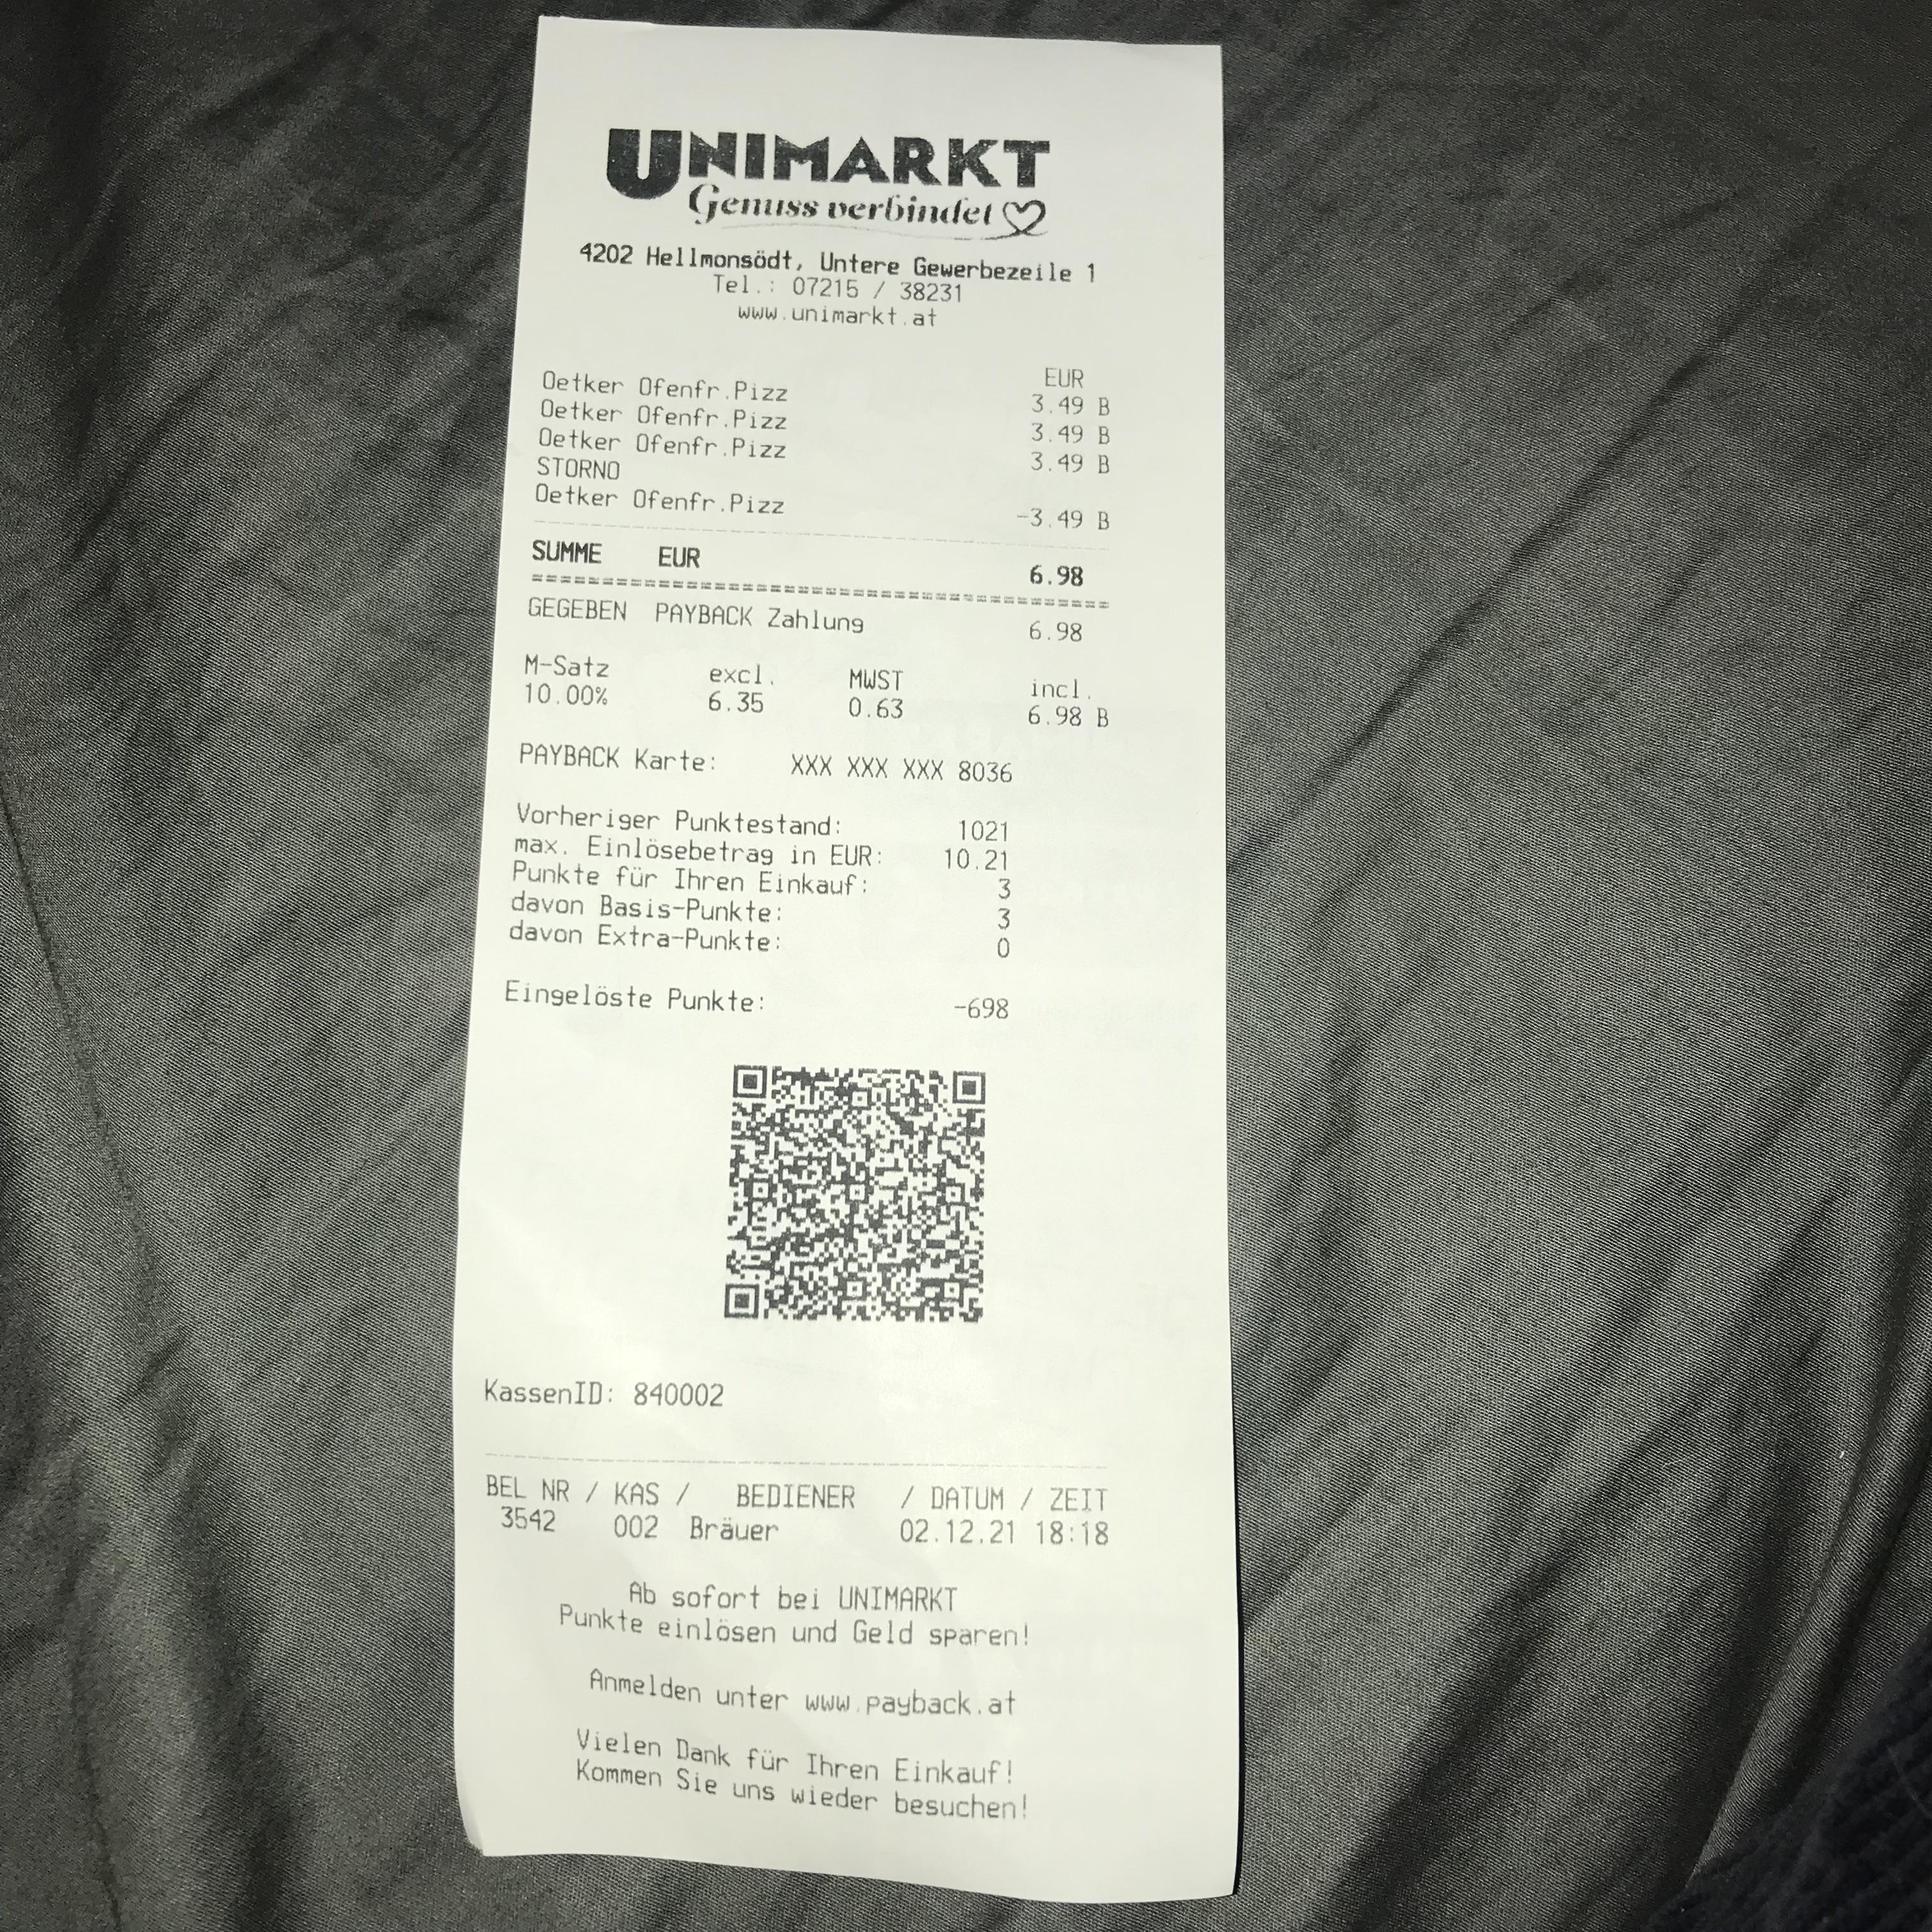 UNIMARKT
Genuss verbindet
4202 Hellmonsödt, Untere Gewerbezeile 1
Tel.: 07215 / 38231
www.unimarkt.at
EUR
Oetker Ofenfr.Pizz 3.49 B
Oetker Ofenfr.Pizz 3.49 B
Oetker Ofenfr.Pizz 3.49 B
STORNO
Oetker Ofenfr.Pizz -3.49 B
SUMME EUR 6.98
GEGEBEN PAYBACK Zahlung 6.98
M-Satz excl. MWST incl.
10.00% 6.35 0.63 6.98 B
PAYBACK Karte: XXX XXX XXX 8036
Vorheriger Punktestand: 1021
max. Einlösebetrag in EUR: 10.21
Punkte für Ihren Einkauf: 3
davon Basis-Punkte: 3
davon Extra-Punkte: 0
Eingelöste Punkte: -698
KassenID: 840002
BEL NR / KAS / BEDIENER / DATUM / ZEIT
3542 002 Bräuer 02.12.21 18:18
Ab sofort bei UNIMARKT
Punkte einlösen und Geld sparen!
Anmelden unter www.payback.at
Vielen Dank für Ihren Einkauf!
Kommen Sie uns wieder besuchen!